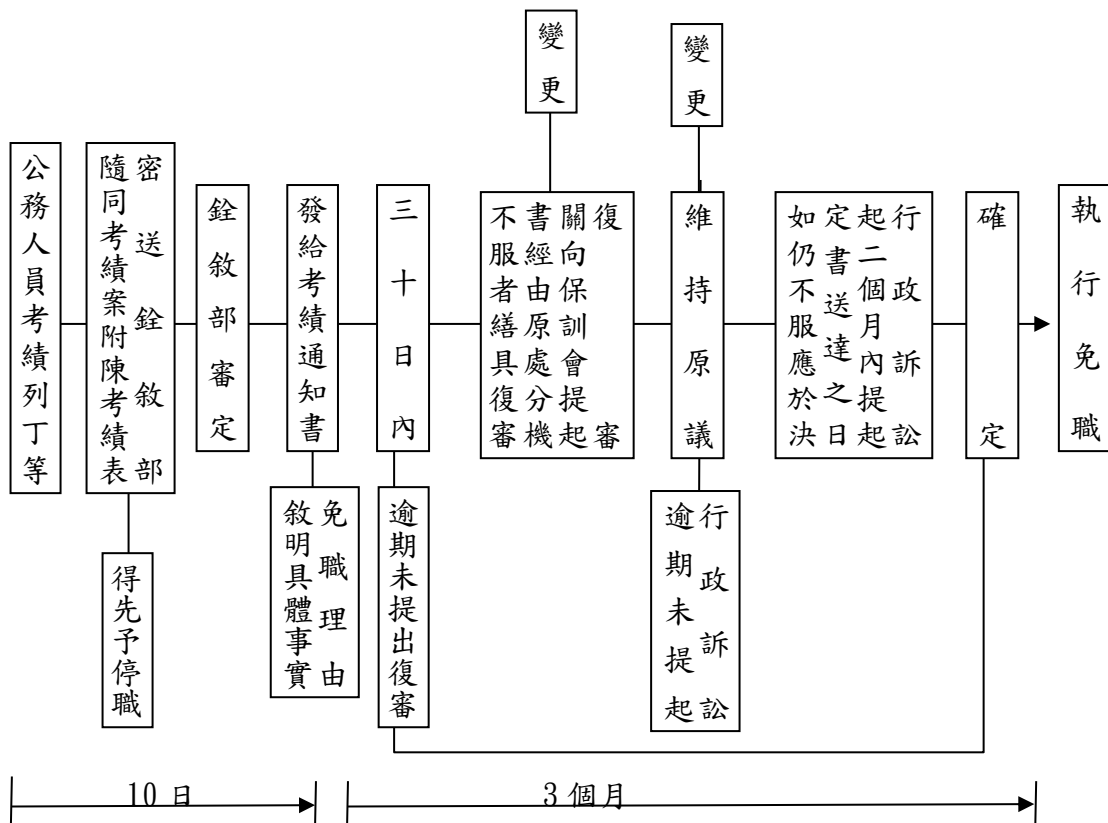 變更
變更
公務人員考績列丁等
隨同考績案附陳考績表
密送銓敘部
銓敘部審定
發給考績通知書
三十日內
不服者繕具復審
書經由原處分機
關向保訓會提起
復審
維持原議
如仍不服應於決
定書送達之日
起二個月內提起
行政訴訟
確定
執行免職
得先予停職
敘明具體事實
免職理由
逾期未提出復審
逾期未提起
行政訴訟
10 日
3 個月